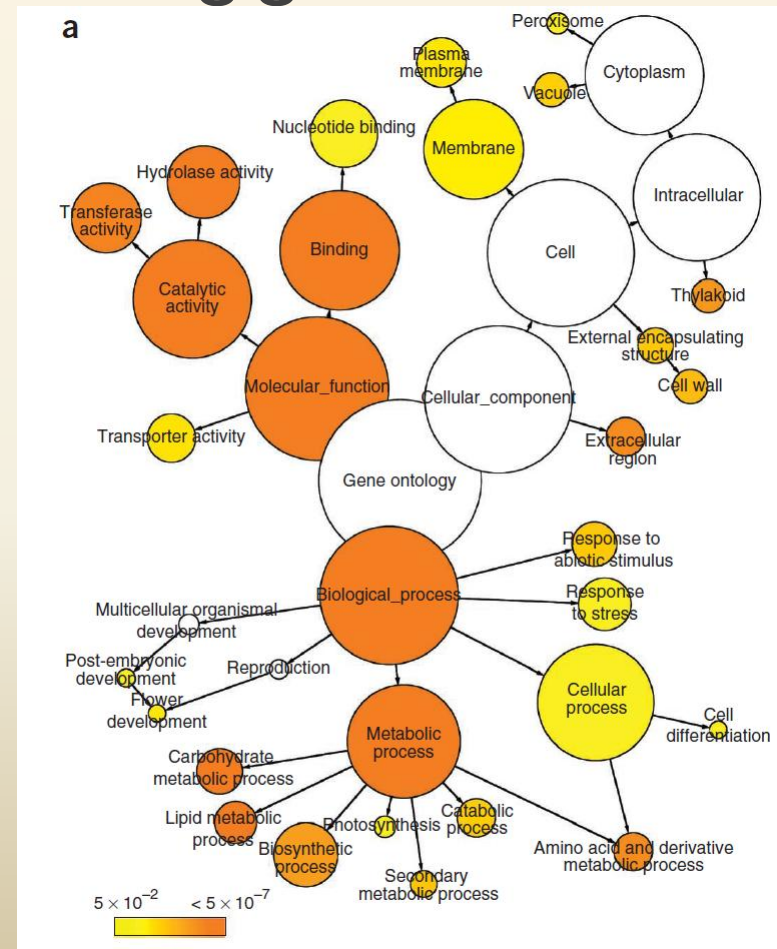 a
Peroxisome
Cytoplasm
Plasma
membrane
Vacuole
Nucleotide binding
Membrane
Hydrolase activity
Intracellular
Transferase
activity
Binding
Cell
Catalytic
activity
Thylakoid
External encapsulating
structure
Cell wall
Molecular_function
Cellular_component
Transporter activity
Extracellular
region
Gene ontology
Response to
abiotic stimulus
Biological_process
Response
to stress
Multicellular organismal
development
Post-embryonic
development
Reproduction
Flower
development
Cellular
process
Cell
differentiation
Metabolic
process
Carbohydrate
metabolic process
Lipid metabolic
process
Photosynthesis
Catabolic
process
Biosynthetic
process
Amino acid and derivative
metabolic process
Secondary
metabolic process
5 × 10⁻² < 5 × 10⁻⁷